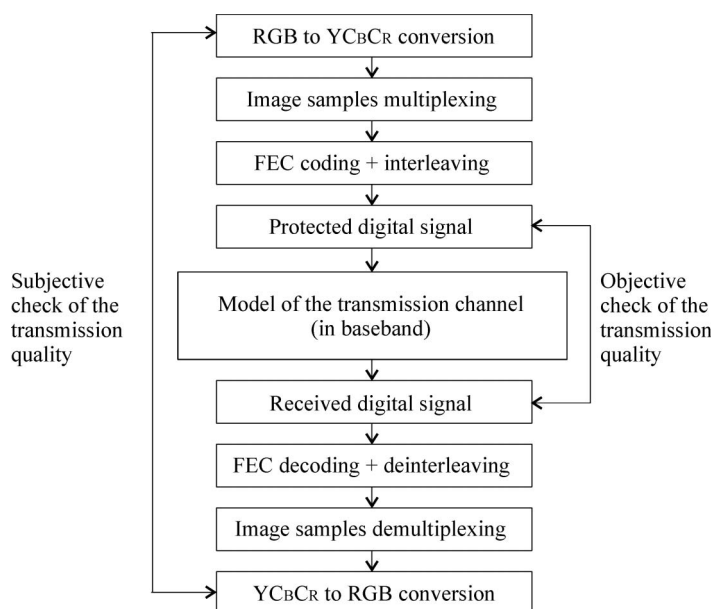 RGB to YCBCR conversion
Image samples multiplexing
FEC coding + interleaving
Protected digital signal
Subjective
check of the
transmission
quality
Model of the transmission channel
(in baseband)
Objective
check of the
transmission
quality
Received digital signal
FEC decoding + deinterleaving
Image samples demultiplexing
YCBCR to RGB conversion